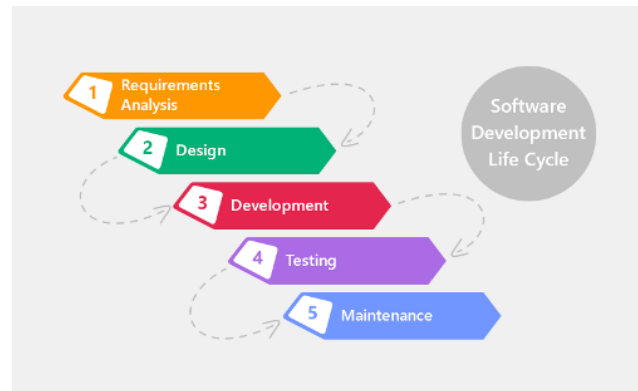 1
Requirements
Analysis
2
Design
3
Development
4
Testing
5
Maintenance
Software
Development
Life Cycle